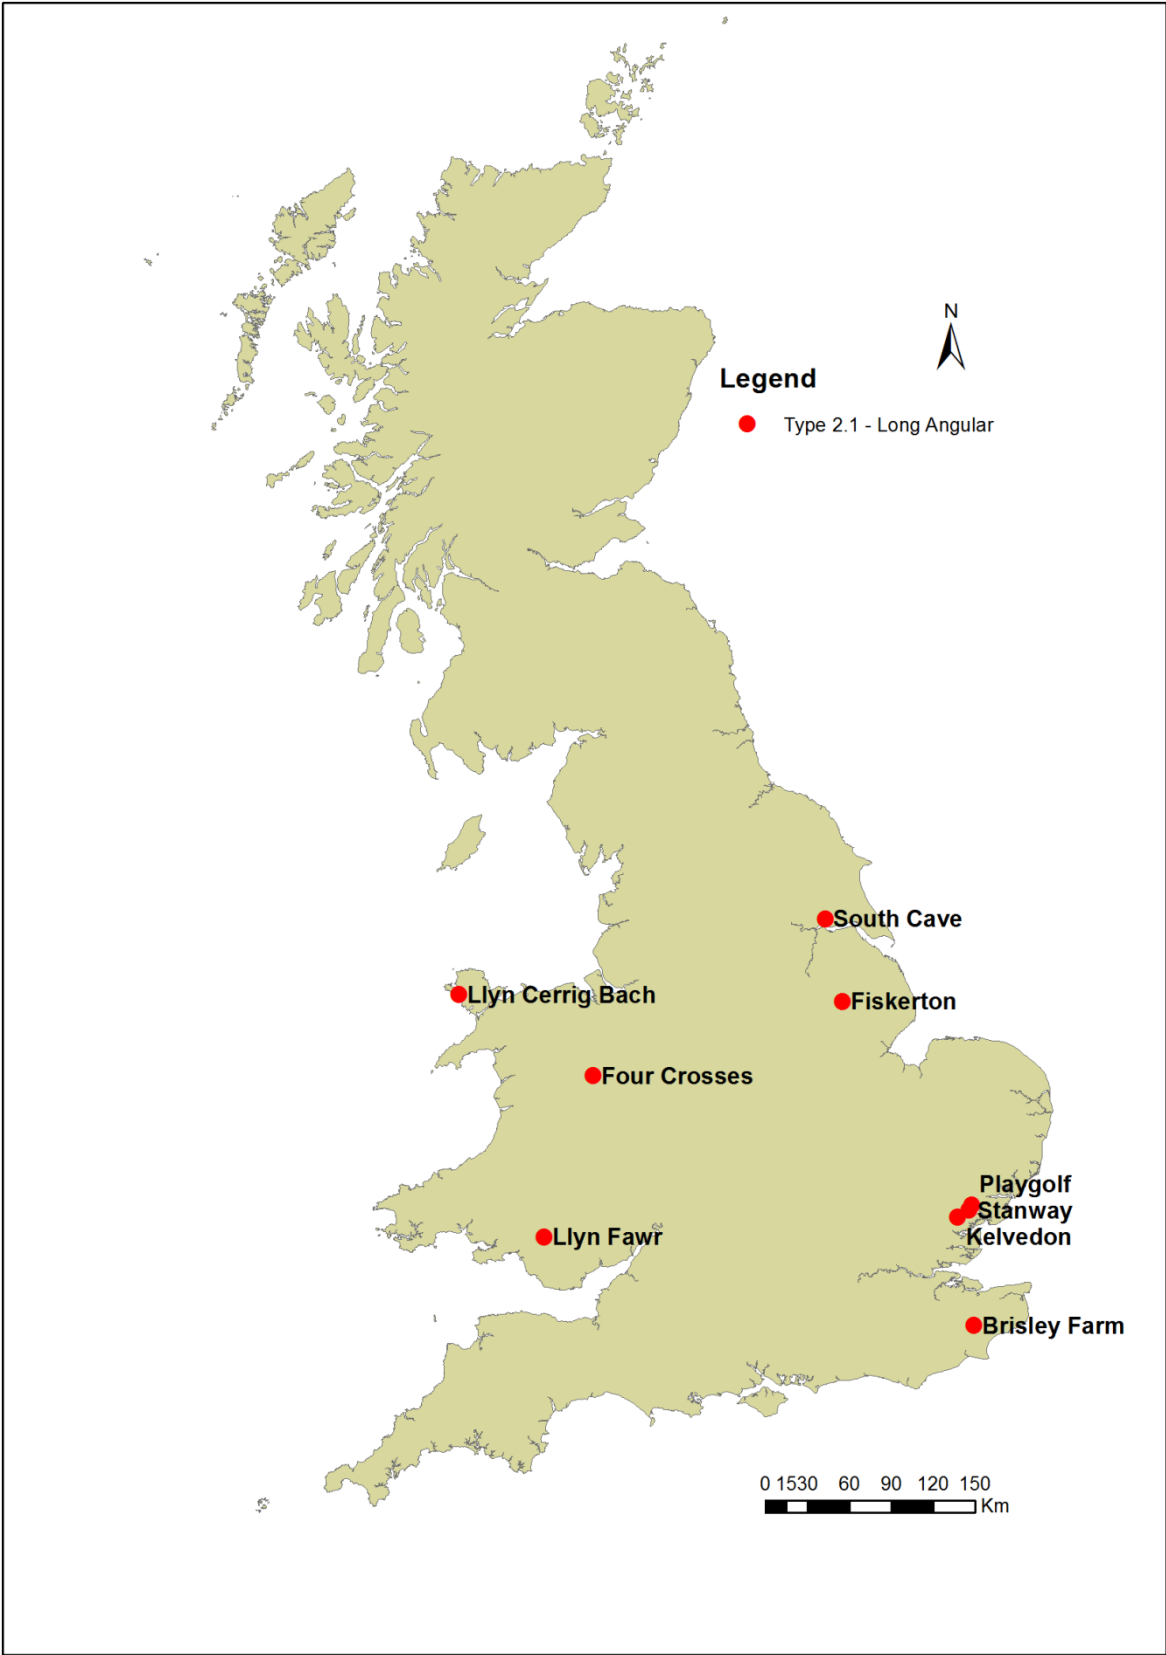 N
Legend
Type 2.1 - Long Angular
South Cave
Llyn Cerrig Bach
Fiskerton
Four Crosses
Playgolf
Stanway
Kelvedon
Llyn Fawr
Brisley Farm
0 1530 60 90 120 150
Km